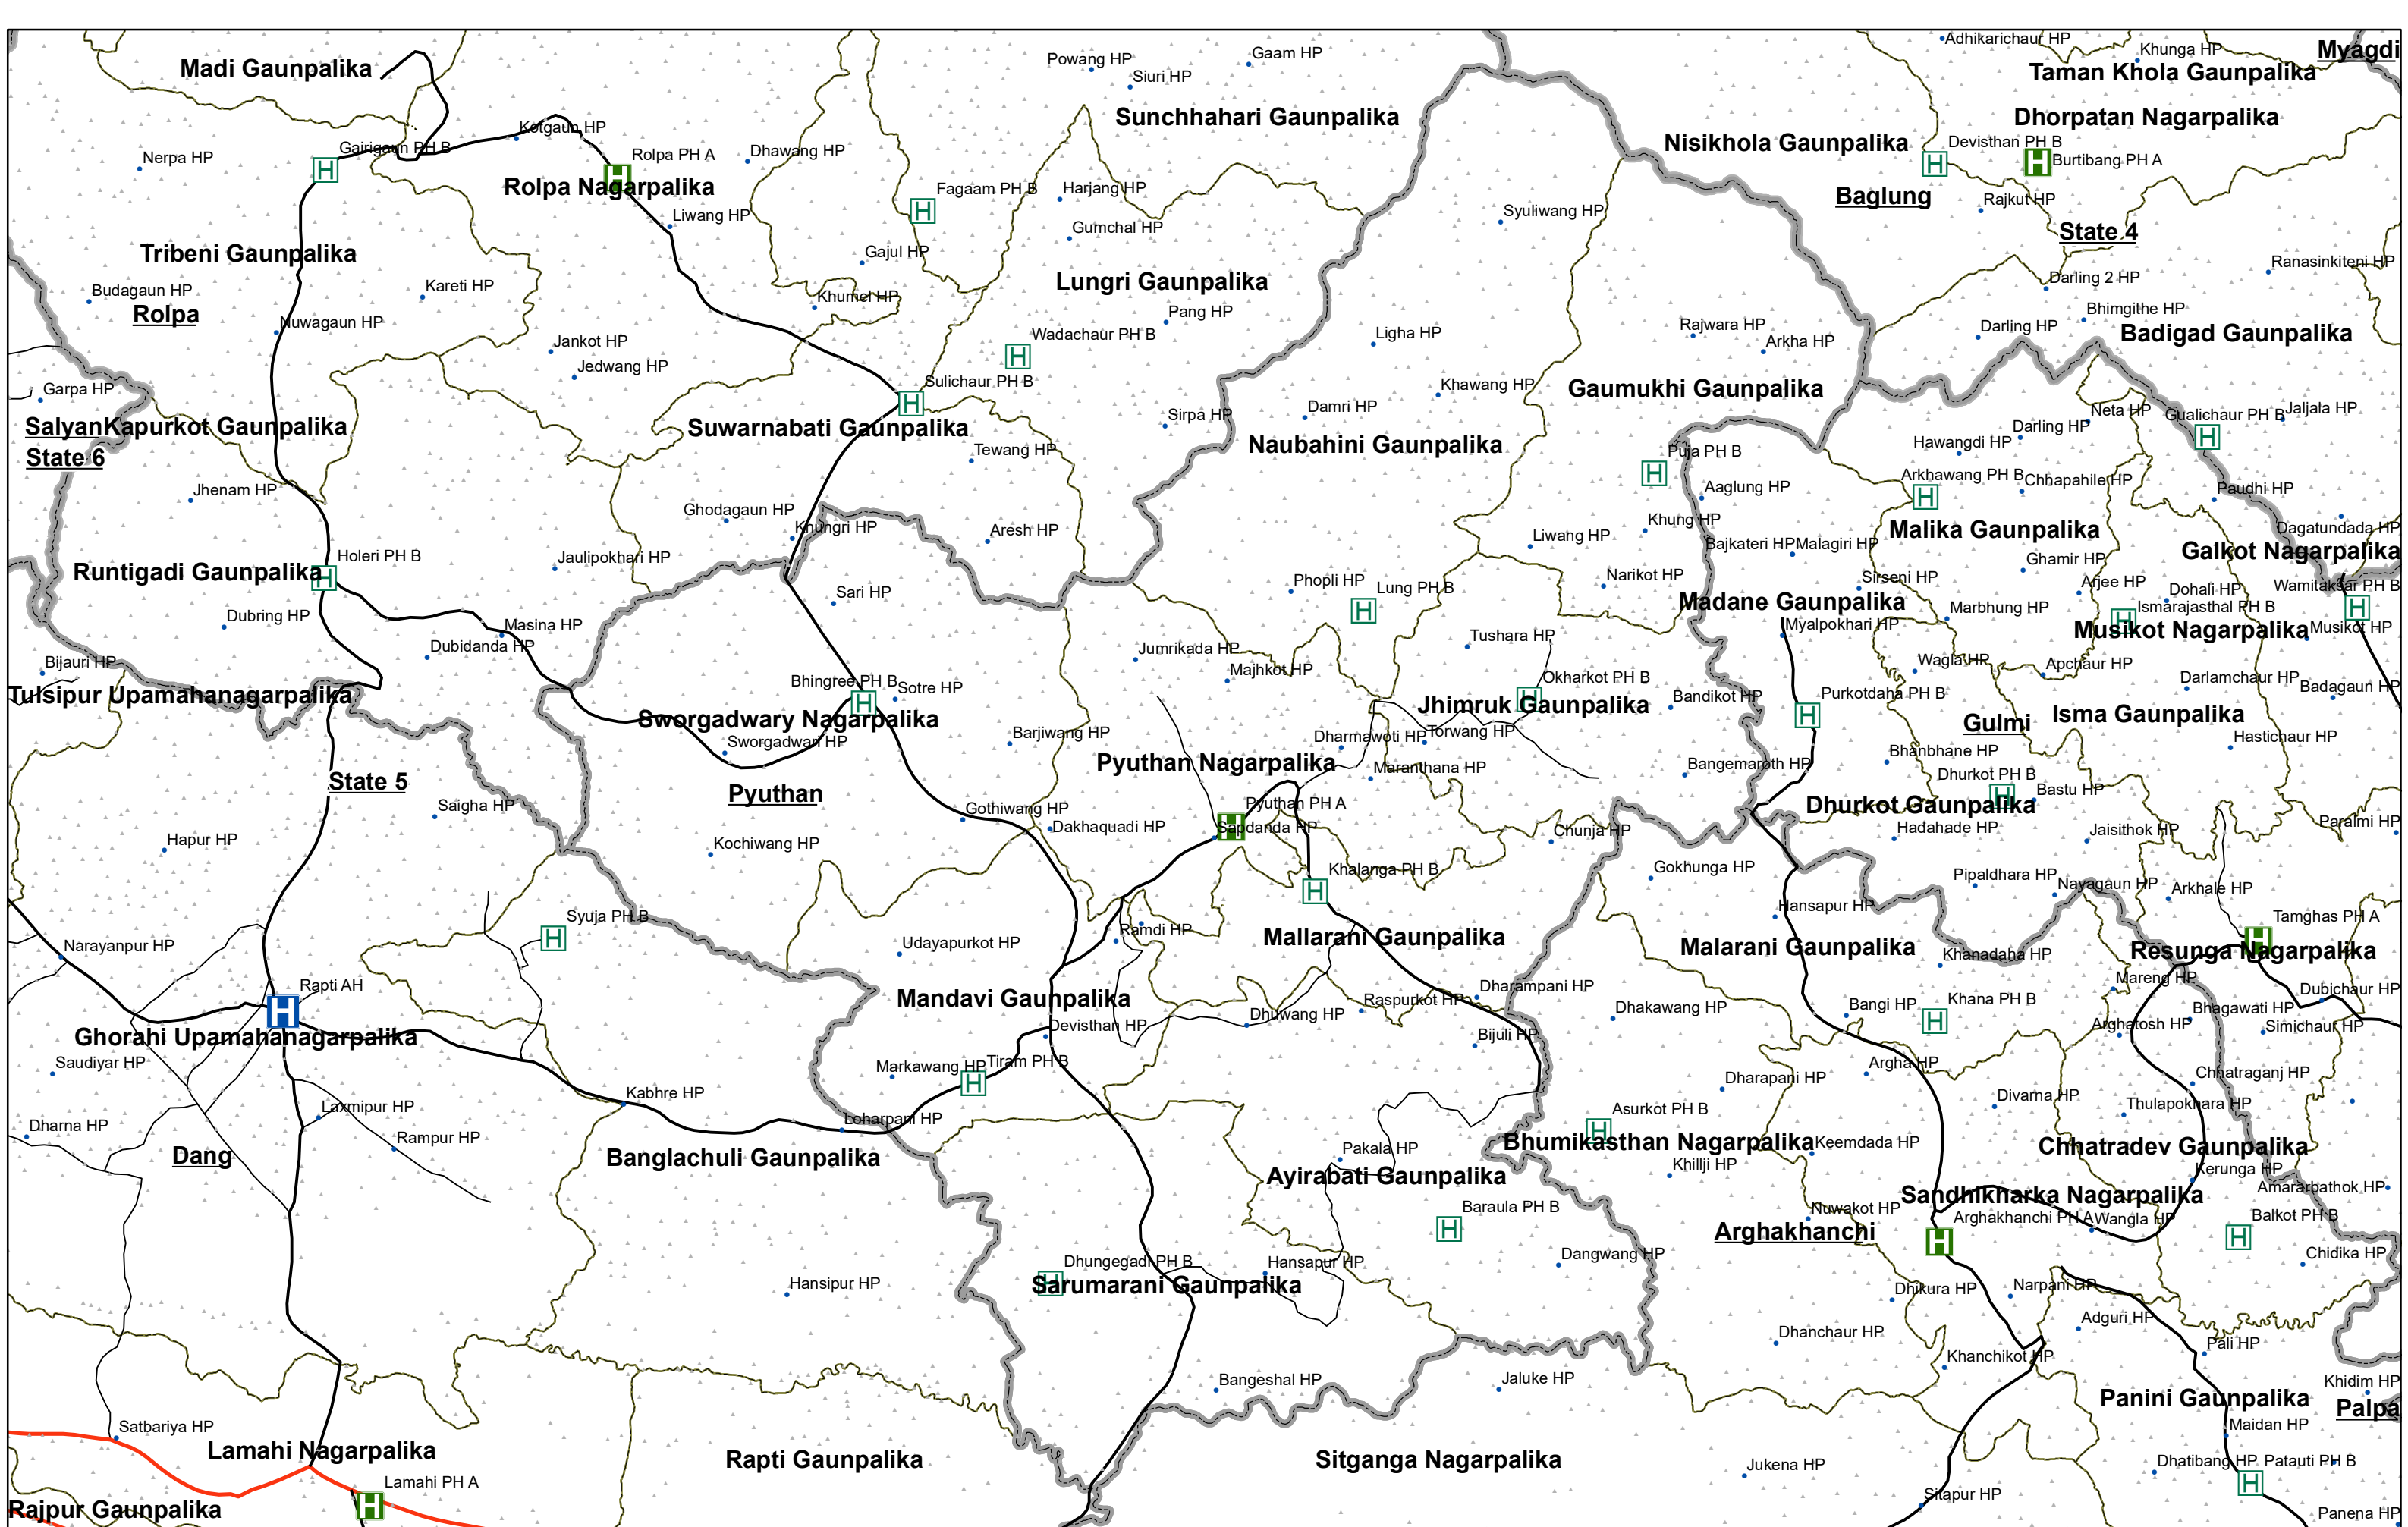 Adhikarichaur HP
Khunga HP
Myagdi
Powang HP
Gaam HP
Madi Gaunpalika
Siuri HP
Taman Khola Gaunpalika
Sunchhahari Gaunpalika
Dhorpatan Nagarpalika
Kotgaun HP
Nisikhola Gaunpalika
Devisthan PH B
Gairigaun PH B
Nerpa HP
Rolpa PH A
Dhawang HP
Burtibang PH A
Rolpa Nagarpalika
Fagaam PH B
Harjang HP
Baglung
Rajkut HP
Liwang HP
Syuliwang HP
Gumchal HP
State 4
Tribeni Gaunpalika
Gajul HP
Ranasinkiteni HP
Lungri Gaunpalika
Darling 2 HP
Budagaun HP
Kareti HP
Khumel HP
Rolpa
Pang HP
Bhimgithe HP
Nuwagaun HP
Wadachaur PH B
Ligha HP
Rajwara HP
Darling HP
Badigad Gaunpalika
Jankot HP
Arkha HP
Jedwang HP
Sulichaur PH B
Khawang HP
Gaumukhi Gaunpalika
Garpa HP
Sirpa HP
Damri HP
Neta HP
Gualichaur PH B
Jaljala HP
Salyan
Kapurkot Gaunpalika
Suwarnabati Gaunpalika
Darling HP
Naubahini Gaunpalika
Hawangdi HP
State 6
Tewang HP
Puja PH B
Arkhawang PH B
Chhapahile HP
Jhenam HP
Aaglung HP
Paudhi HP
Ghodagaun HP
Khungri HP
Aresh HP
Khung HP
Malika Gaunpalika
Dagatundada HP
Liwang HP
Bajkateri HP
Malagiri HP
Galkot Nagarpalika
Holeri PH B
Jaulipokhari HP
Ghamir HP
Runtigadi Gaunpalika
Phopli HP
Lung PH B
Narikot HP
Sirseni HP
Arjee HP
Dohali HP
Wamitaksar PH B
Sari HP
Madane Gaunpalika
Marbhung HP
Ismarajasthal PH B
Dubring HP
Masina HP
Myalpokhari HP
Musikot Nagarpalika
Musikot HP
Dubidanda HP
Jumrikada HP
Tushara HP
Bijauri HP
Majhkot HP
Wagla HP
Apchaur HP
Tulsipur Upamahanagarpalika
Bhingree PH B
Sotre HP
Okharkot PH B
Bandikot HP
Purkotdaha PH B
Darlamchaur HP
Badagaun HP
Sworgadwary Nagarpalika
Jhimruk Gaunpalika
Gulmi
Isma Gaunpalika
Sworgadwari HP
Barjiwang HP
Dharmawoti HP
Torwang HP
Hastichaur HP
Pyuthan Nagarpalika
Maranthana HP
Bangemaroth HP
Bhanbhane HP
State 5
Pyuthan
Dhurkot PH B
Bastu HP
Saigha HP
Gothiwang HP
Pyuthan PH A
Dhurkot Gaunpalika
Dakhaquadi HP
Sapdanda HP
Chunja HP
Hadahade HP
Jaisithok HP
Paralmi HP
Hapur HP
Kochiwang HP
Khalanga PH B
Gokhunga HP
Pipaldhara HP
Nayagaun HP
Arkhale HP
Syuja PH B
Hansapur HP
Tamghas PH A
Narayanpur HP
Udayapurkot HP
Ramdi HP
Mallarani Gaunpalika
Malarani Gaunpalika
Khanadaha HP
Resunga Nagarpalika
Rapti AH
Mandavi Gaunpalika
Dharampani HP
Mareng HP
Dubichaur HP
Raspurkot HP
Dhakawang HP
Bangi HP
Khana PH B
Bhagawati HP
Ghorahi Upamahanagarpalika
Devisthan HP
Dhuwang HP
Bijuli HP
Arghatosh HP
Simichaur HP
Saudiyar HP
Markawang HP
Tiram PH B
Argha HP
Chhatraganj HP
Kabhre HP
Dharapani HP
Divarna HP
Laxmipur HP
Loharpani HP
Asurkot PH B
Thulapokhara HP
Dharna HP
Rampur HP
Bhumikasthan Nagarpalika
Keemdada HP
Chhatradev Gaunpalika
Dang
Banglachuli Gaunpalika
Pakala HP
Khillji HP
Kerunga HP
Ayirabati Gaunpalika
Amararbathok HP
Sandhikharka Nagarpalika
Baraula PH B
Nuwakot HP
Arghakhanchi PH A
Wangla HP
Balkot PH B
Arghakhanchi
Dhungegadi PH B
Hansapur HP
Dangwang HP
Chidika HP
Hansipur HP
Sarumarani Gaunpalika
Dhikura HP
Narpani HP
Adguri HP
Dhanchaur HP
Pali HP
Khanchikot HP
Bangeshal HP
Jaluke HP
Khidim HP
Panini Gaunpalika
Palpa
Satbariya HP
Maidan HP
Lamahi Nagarpalika
Rapti Gaunpalika
Sitganga Nagarpalika
Jukena HP
Dhatibang HP
Patauti PH B
Lamahi PH A
Sitapur HP
Rajpur Gaunpalika
Panena HP